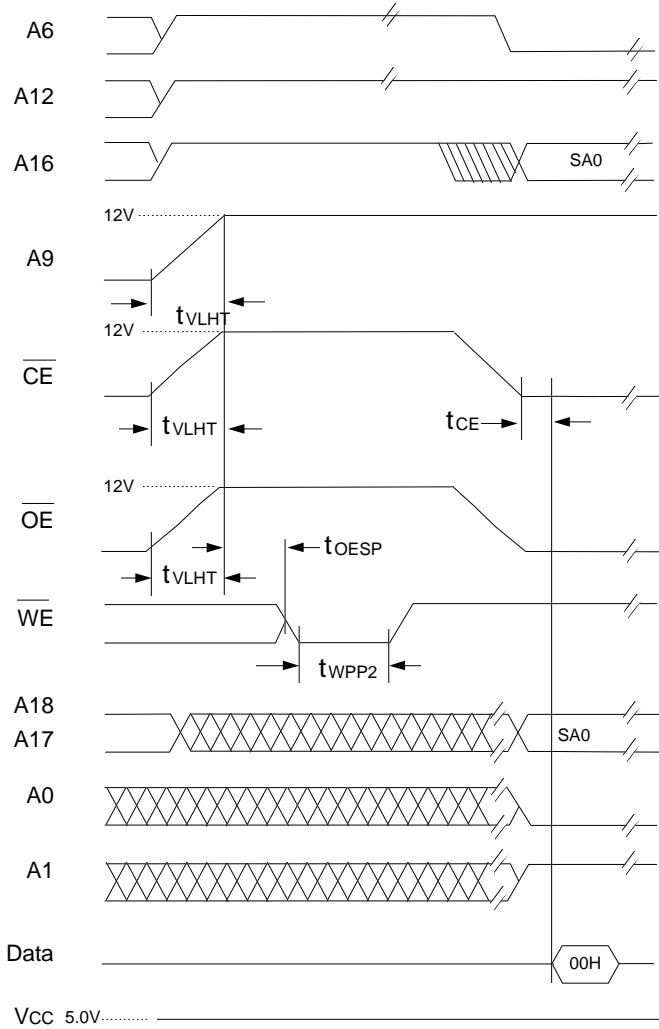 A6
A12
A16
SA0
12V
A9
tVLHT
12V
CE
tVLHT
tCE
12V
OE
tOESP
tVLHT
WE
tWPP2
A18
A17
SA0
A0
A1
Data
00H
VCC 5.0V